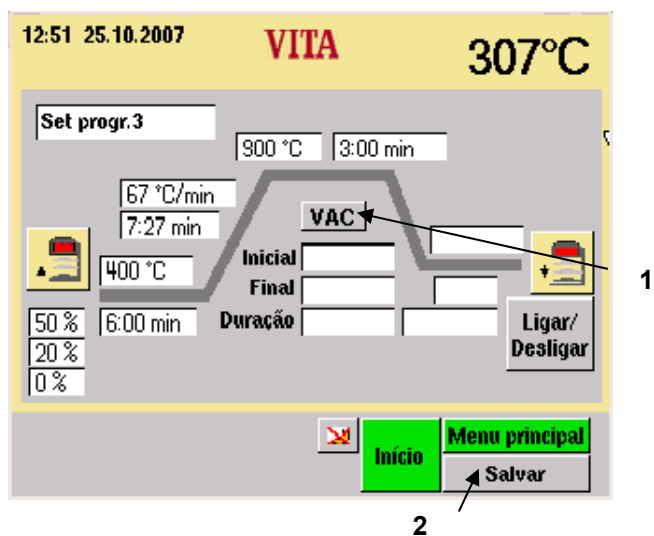 12:51 25.10.2007
VITA
307°C
Set progr.3
900 °C
3:00 min
67 °C/min
7:27 min
VAC
1
400 °C
Inicial
Final
50 %
6:00 min
Duração
Ligar/
Desligar
20 %
0 %
Início
Menu principal
Salvar
2